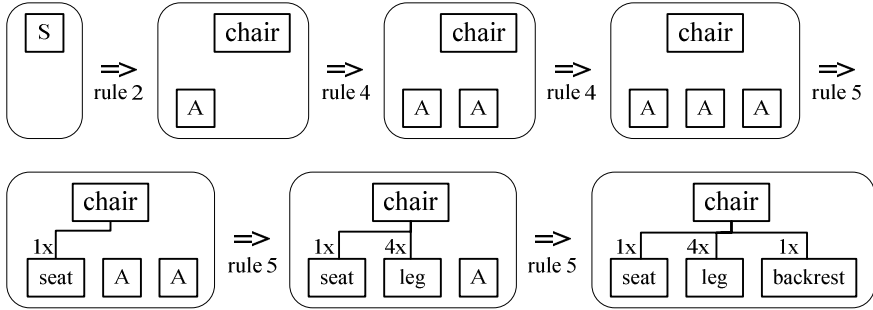 S chair chair chair
A A A A A A
rule 2 rule 4 rule 4 rule 5
chair chair chair
1x 1x 4x 1x 4x 1x
seat A A seat leg A seat leg backrest
rule 5 rule 5